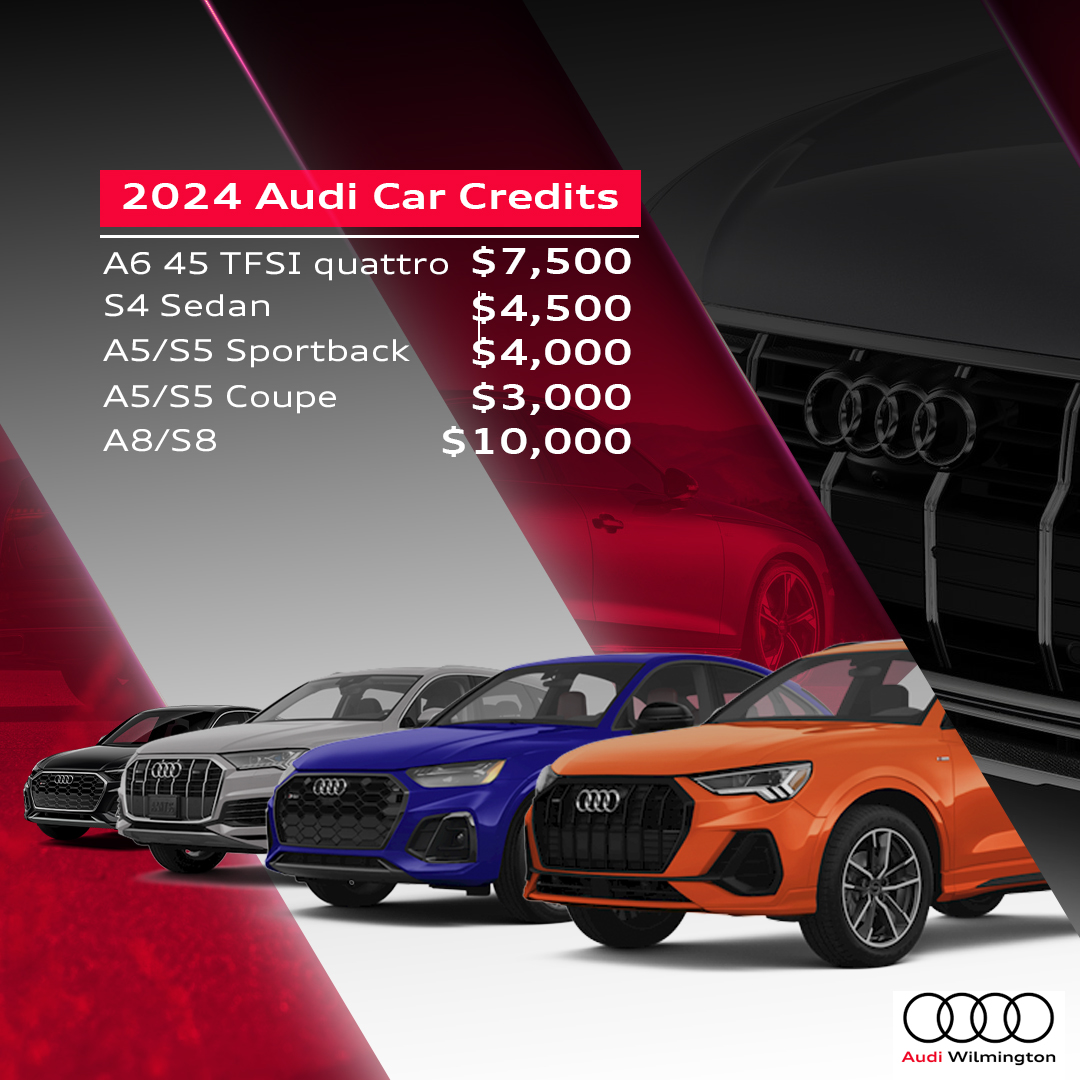 2024 Audi Car Credits
A6 45 TFSI quattro $7,500
S4 Sedan $4,500
A5/S5 Sportback $4,000
A5/S5 Coupe $3,000
A8/S8 $10,000
Audi Wilmington